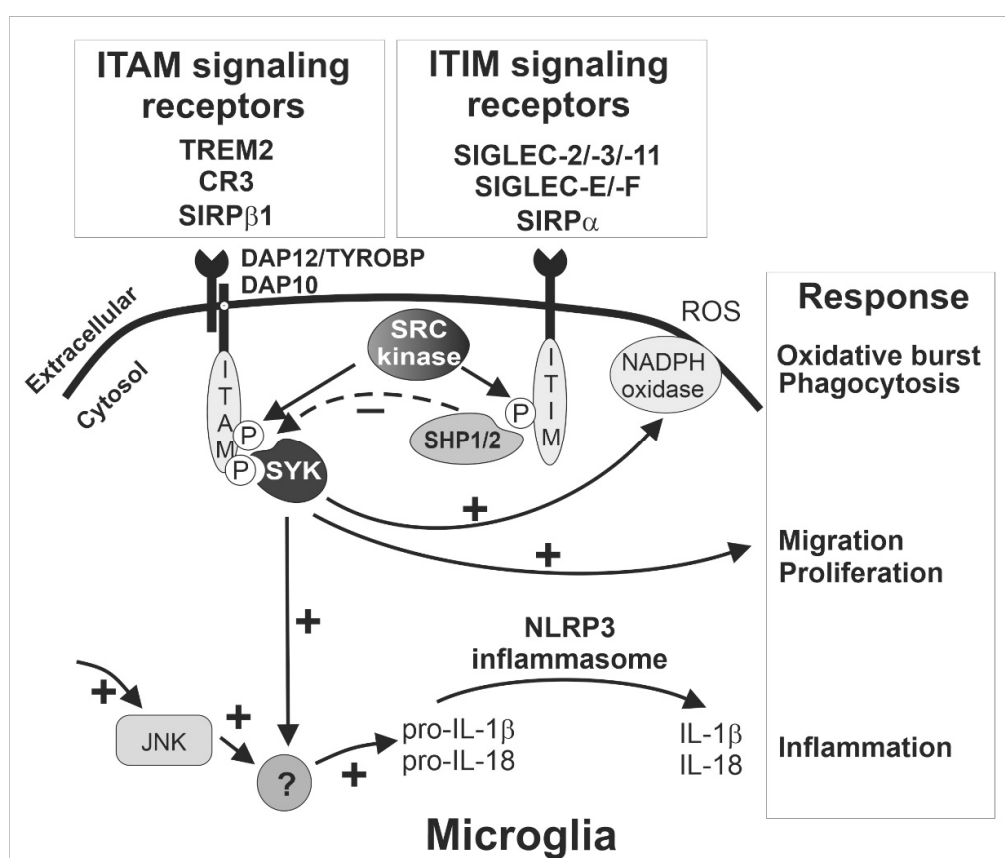 ITAM signaling
receptors
TREM2
CR3
SIRPβ1
ITIM signaling
receptors
SIGLEC-2/-3/-11
SIGLEC-E/-F
SIRPα
DAP12/TYROBP
DAP10
Extracellular
Cytosol
ITAM
P
P
SYK
SRC
kinase
–
SHP1/2
P
ITIM
ROS
NADPH
oxidase
+
+
+
Response
Oxidative burst
Phagocytosis
Migration
Proliferation
Inflammation
NLRP3
inflammasome
+
JNK
+
?
+
pro-IL-1β
pro-IL-18
IL-1β
IL-18
Microglia